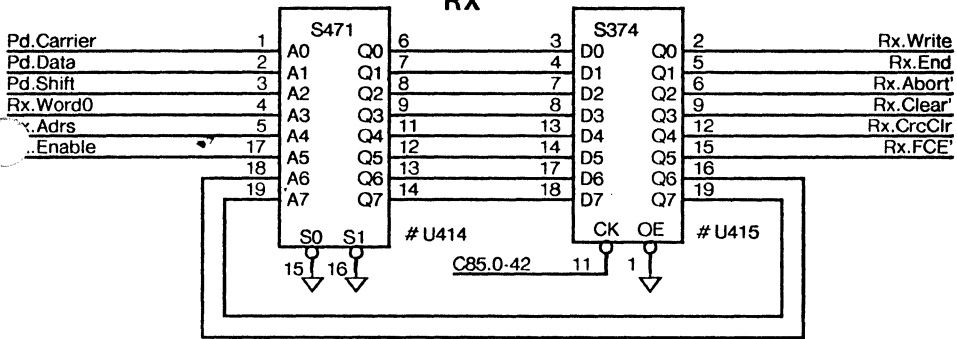 RX
S471 S374
Pd.Carrier 1 A0 Q0 6 3 D0 Q0 2 Rx.Write
Pd.Data 2 A1 Q1 7 4 D1 Q1 5 Rx.End
Pd.Shift 3 A2 Q2 8 7 D2 Q2 6 Rx.Abort'
Rx.Word0 4 A3 Q3 9 8 D3 Q3 9 Rx.Clear'
.Adrs 5 A4 Q4 11 13 D4 Q4 12 Rx.CrcClr
.Enable 17 A5 Q5 12 14 D5 Q5 15 Rx.FCE'
18 A6 Q6 13 17 D6 Q6 16
19 A7 Q7 14 18 D7 Q7 19
S0 S1 # U414 CK OE # U415
15 16 C85.0-42 11 1